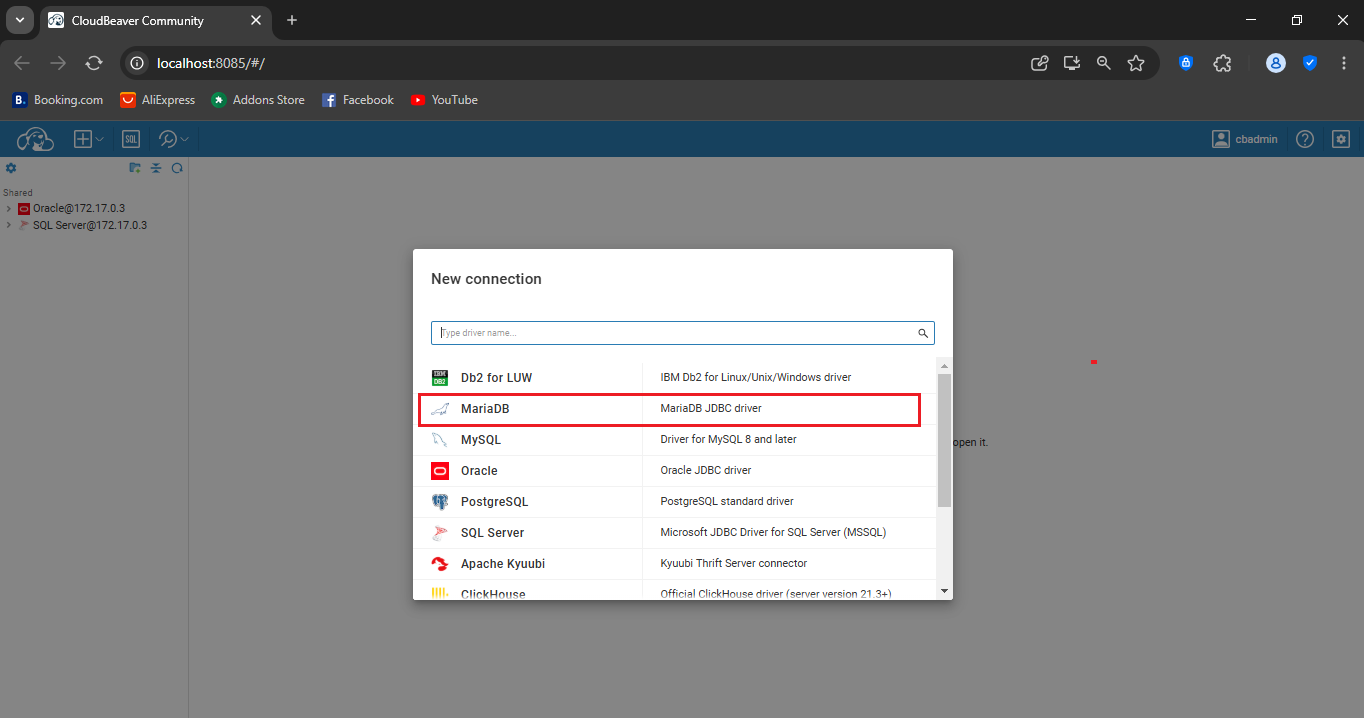 CloudBeaver Community
localhost:8085/#/
B. Booking.com AliExpress Addons Store Facebook YouTube
SQL cbadmin
Shared
Oracle@172.17.0.3
SQL Server@172.17.0.3
New connection
Type driver name...
IBM DB2 Db2 for LUW IBM Db2 for Linux/Unix/Windows driver
MariaDB MariaDB JDBC driver
MySQL Driver for MySQL 8 and later
open it.
Oracle Oracle JDBC driver
PostgreSQL PostgreSQL standard driver
SQL Server Microsoft JDBC Driver for SQL Server (MSSQL)
Apache Kyuubi Kyuubi Thrift Server connector
ClickHouse Official ClickHouse driver (server version 21.3+)